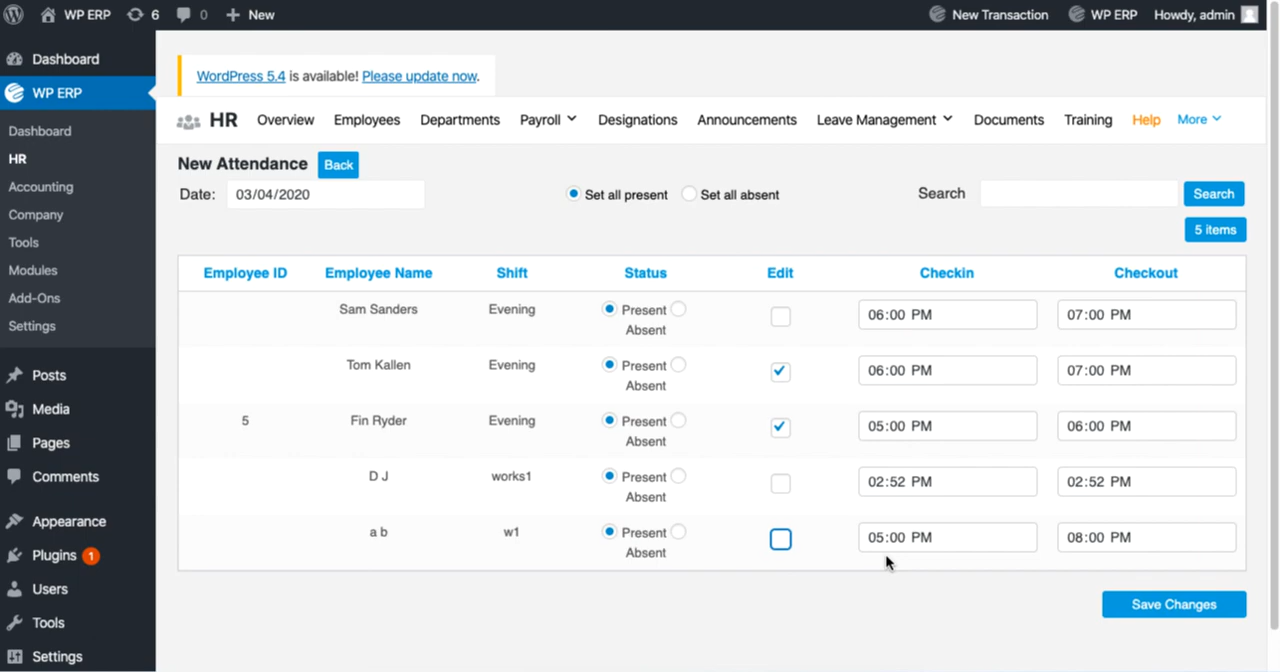 WP ERP 6 0 New New Transaction WP ERP Howdy, admin
Dashboard
WP ERP
Dashboard
HR
Accounting
Company
Tools
Modules
Add-Ons
Settings
Posts
Media
Pages
Comments
Appearance
Plugins 1
Users
Tools
Settings
WordPress 5.4 is available! Please update now.
HR Overview Employees Departments Payroll Designations Announcements Leave Management Documents Training Help More
New Attendance Back
Date: 03/04/2020 Set all present Set all absent Search Search
5 items
Employee ID Employee Name Shift Status Edit Checkin Checkout
Sam Sanders Evening Present 06:00 PM 07:00 PM
Absent
Tom Kallen Evening Present 06:00 PM 07:00 PM
Absent
5 Fin Ryder Evening Present 05:00 PM 06:00 PM
Absent
D J works1 Present 02:52 PM 02:52 PM
Absent
a b w1 Present 05:00 PM 08:00 PM
Absent
Save Changes